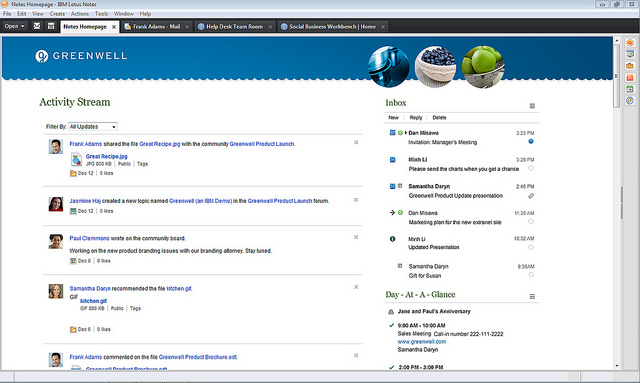 Notes Homepage - IBM Lotus Notes
File Edit View Create Actions Tools Window Help
Open
Notes Homepage
Frank Adams - Mail
Help Desk Team Room
Social Business Workbench | Home
GREENWELL
Activity Stream
Filter By: All Updates
Frank Adams shared the file Great Recipe.jpg with the community Greenwell Product Launch.
Great Recipe.jpg
JPG 800 KB | Public | Tags
Dec 12 | 0 likes
Jasmine Haj created a new topic named Greenwell (an IBM Demo) in the Greenwell Product Launch forum.
Dec 12 | 0 likes
Paul Clemmons wrote on the community board.
Working on the new product branding issues with our branding attorney. Stay tuned.
Dec 8 | 0 likes
Samantha Daryn recommended the file kitchen.gif.
GIF
kitchen.gif
GIF 880 KB | Public | Tags
Dec 6 | 0 likes
Frank Adams commented on the file Greenwell Product Brochure.odt.
Greenwell Product Brochure.odt
Inbox
New Reply Delete
Dan Misawa 3:23 PM
Invitation: Manager's Meeting
Minh Li 3:28 PM
Please send the charts when you get a chance
Samantha Daryn 2:45 PM
Greenwell Product Update presentation
Dan Misawa 11:30 AM
Marketing plan for the new extranet site
Minh Li 10:32 AM
Updated Presentation
Samantha Daryn 9:35AM
Gift for Susan
Day - At - A - Glance
Jane and Paul's Anniversary
9:00 AM - 10:00 AM
Sales Meeting Call-in number 222-111-2222
www.greenwell.com
Samantha Daryn
2:00 PM - 3:00 PM